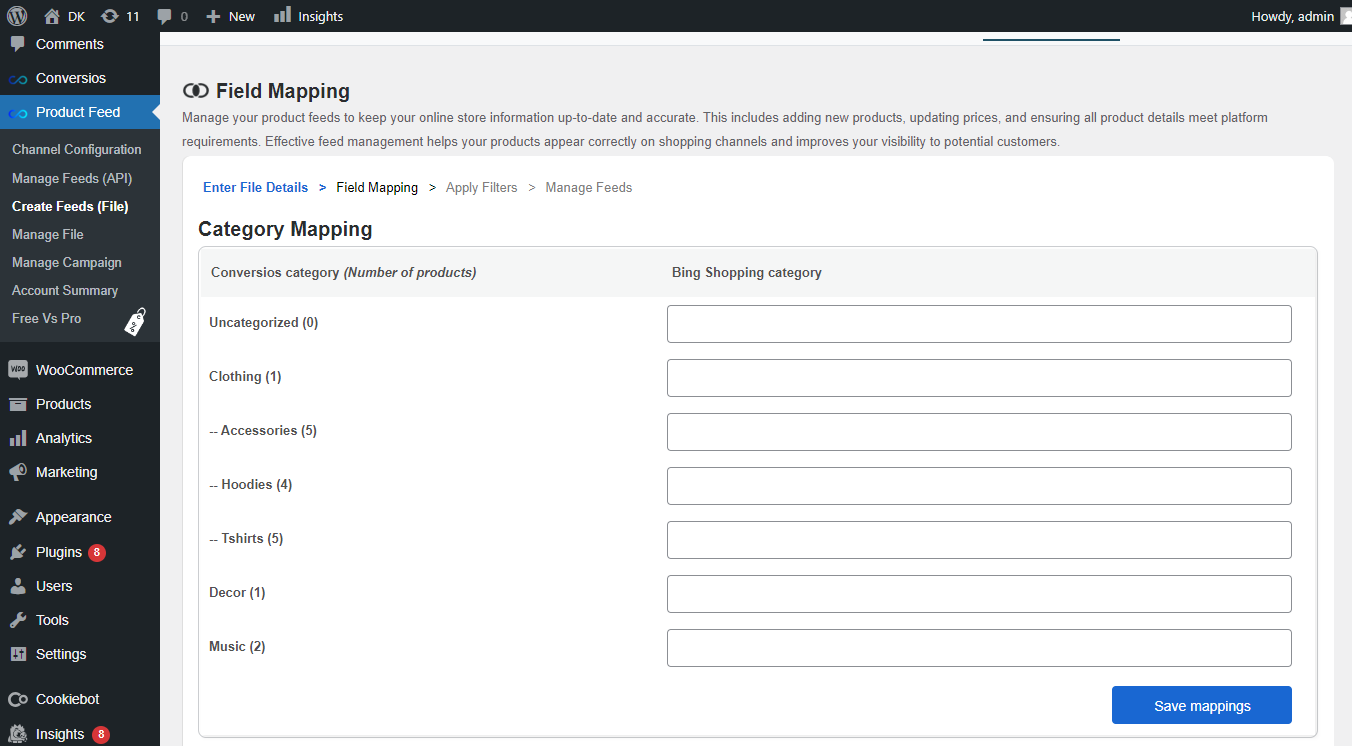 DK 11 0 New Insights Howdy, admin
Comments
Conversios
Product Feed
Channel Configuration
Manage Feeds (API)
Create Feeds (File)
Manage File
Manage Campaign
Account Summary
Free Vs Pro
WOO WooCommerce
Products
Analytics
Marketing
Appearance
Plugins 8
Users
Tools
Settings
Cookiebot
Insights 8
Field Mapping
Manage your product feeds to keep your online store information up-to-date and accurate. This includes adding new products, updating prices, and ensuring all product details meet platform
requirements. Effective feed management helps your products appear correctly on shopping channels and improves your visibility to potential customers.
Enter File Details > Field Mapping > Apply Filters > Manage Feeds
Category Mapping
Conversios category (Number of products) Bing Shopping category
Uncategorized (0)
Clothing (1)
-- Accessories (5)
-- Hoodies (4)
-- Tshirts (5)
Decor (1)
Music (2)
Save mappings